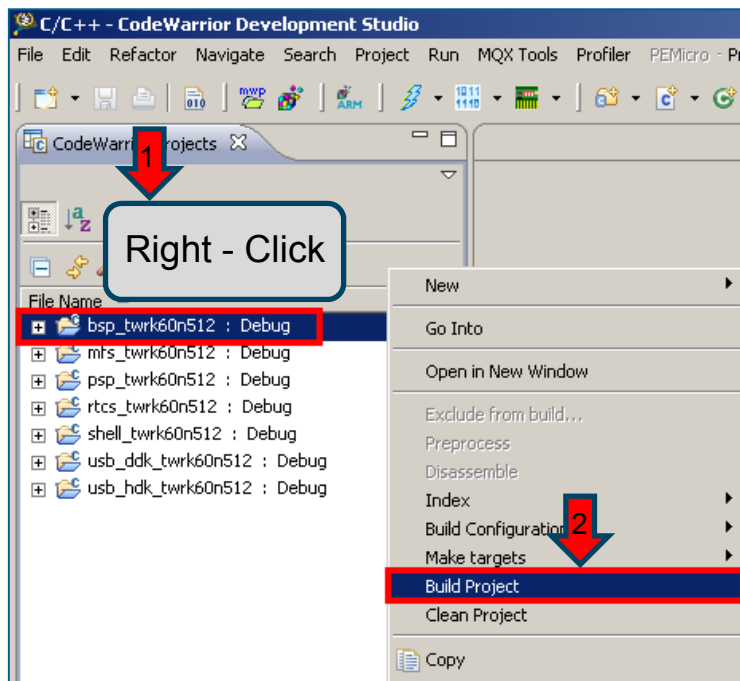 C/C++ - CodeWarrior Development Studio
File Edit Refactor Navigate Search Project Run MQX Tools Profiler PEMicro - Pr
CodeWarri rojects
1
Right - Click
File Name
bsp_twrk60n512 : Debug
mfs_twrk60n512 : Debug
psp_twrk60n512 : Debug
rtcs_twrk60n512 : Debug
shell_twrk60n512 : Debug
usb_ddk_twrk60n512 : Debug
usb_hdk_twrk60n512 : Debug
New
Go Into
Open in New Window
Exclude from build...
Preprocess
Disassemble
Index
Build Configuration
2
Make targets
Build Project
Clean Project
Copy